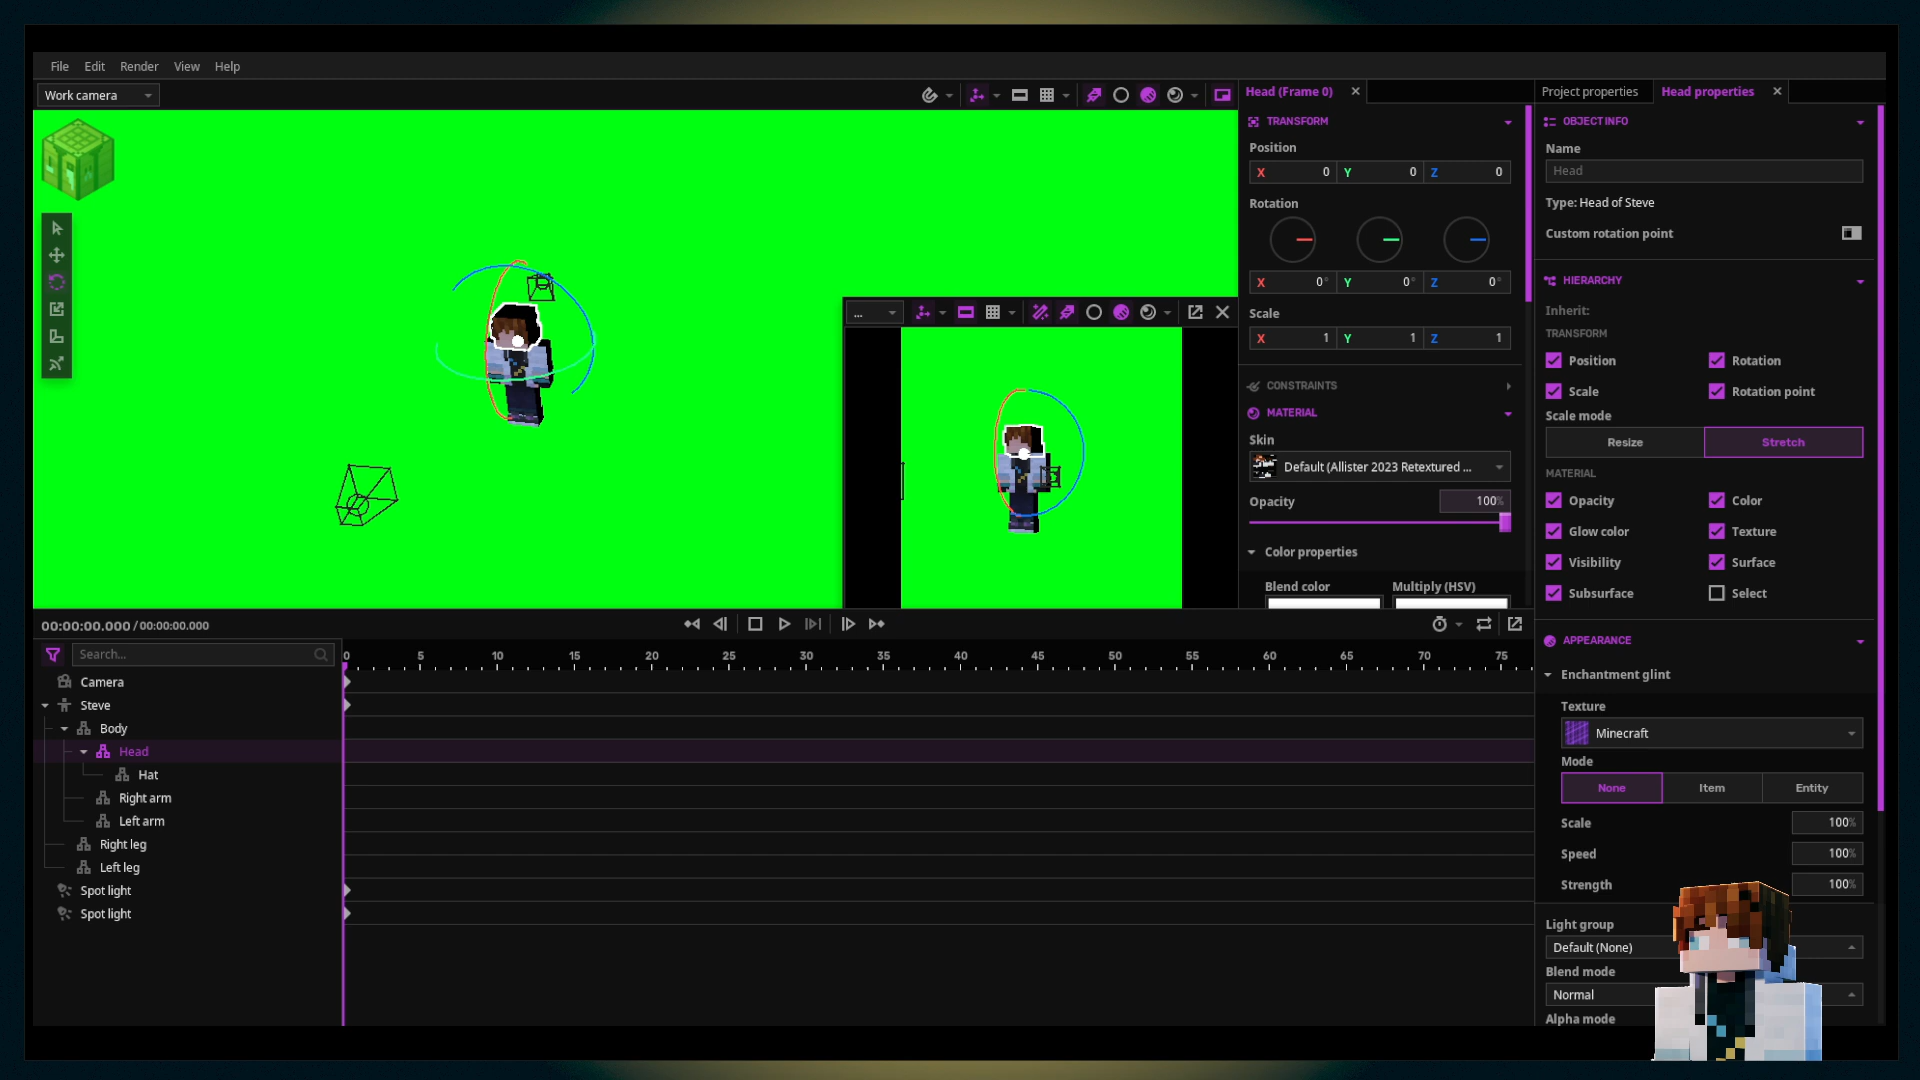 File Edit Render View Help
Work camera
Head (Frame 0)
Project properties Head properties
TRANSFORM
Position
X 0 Y 0 Z 0
Rotation
X 0° Y 0° Z 0°
Scale
X 1 Y 1 Z 1
CONSTRAINTS
MATERIAL
Skin
Default (Allister 2023 Retextured ...
Opacity 100%
Color properties
Blend color Multiply (HSV)
...
OBJECT INFO
Name
Head
Type: Head of Steve
Custom rotation point
HIERARCHY
Inherit:
TRANSFORM
Position Rotation
Scale Rotation point
Scale mode
Resize Stretch
MATERIAL
Opacity Color
Glow color Texture
Visibility Surface
Subsurface Select
APPEARANCE
Enchantment glint
Texture
Minecraft
Mode
None Item Entity
Scale 100%
Speed 100%
Strength 100%
Light group
Default (None)
Blend mode
Normal
Alpha mode
00:00:00.000 / 00:00:00.000
Search...
0 5 10 15 20 25 30 35 40 45 50 55 60 65 70 75
Camera
Steve
Body
Head
Hat
Right arm
Left arm
Right leg
Left leg
Spot light
Spot light